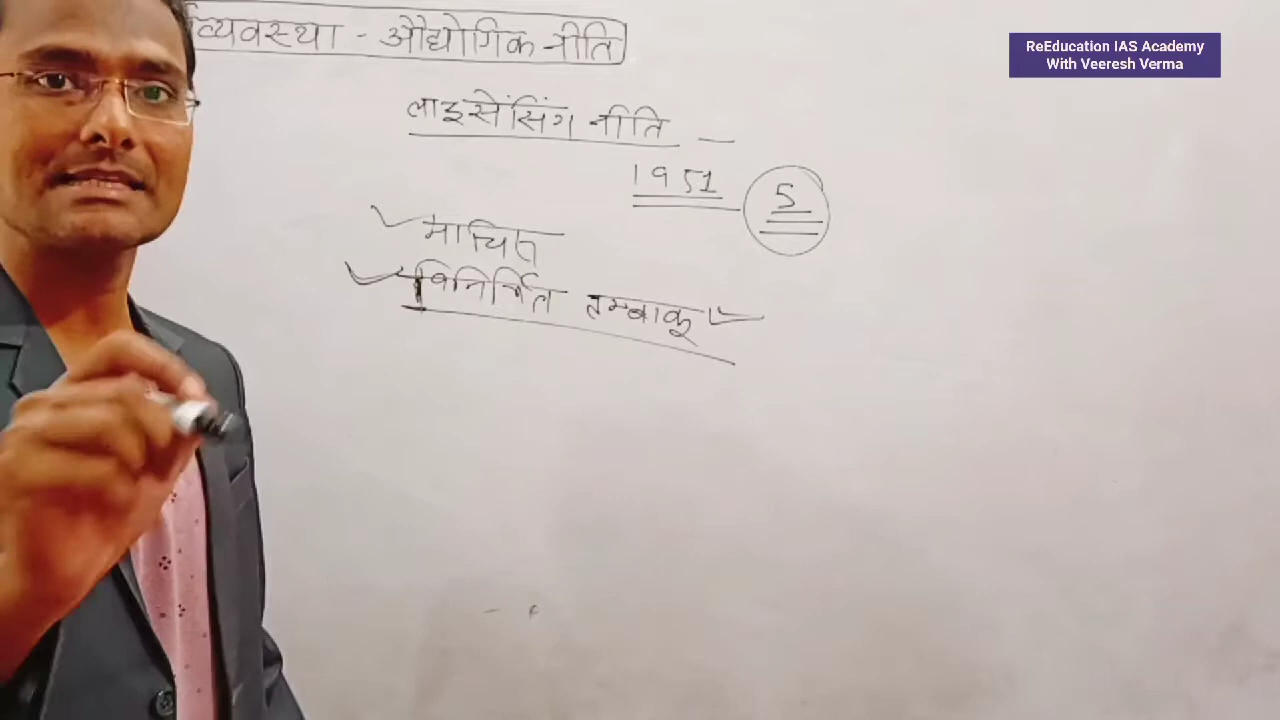 व्यवस्था - औद्योगिक नीति
ReEducation IAS Academy
With Veeresh Verma
लाइसेंसिंग नीति —
1951 5
माचिस
विनिर्मित तम्बाकू